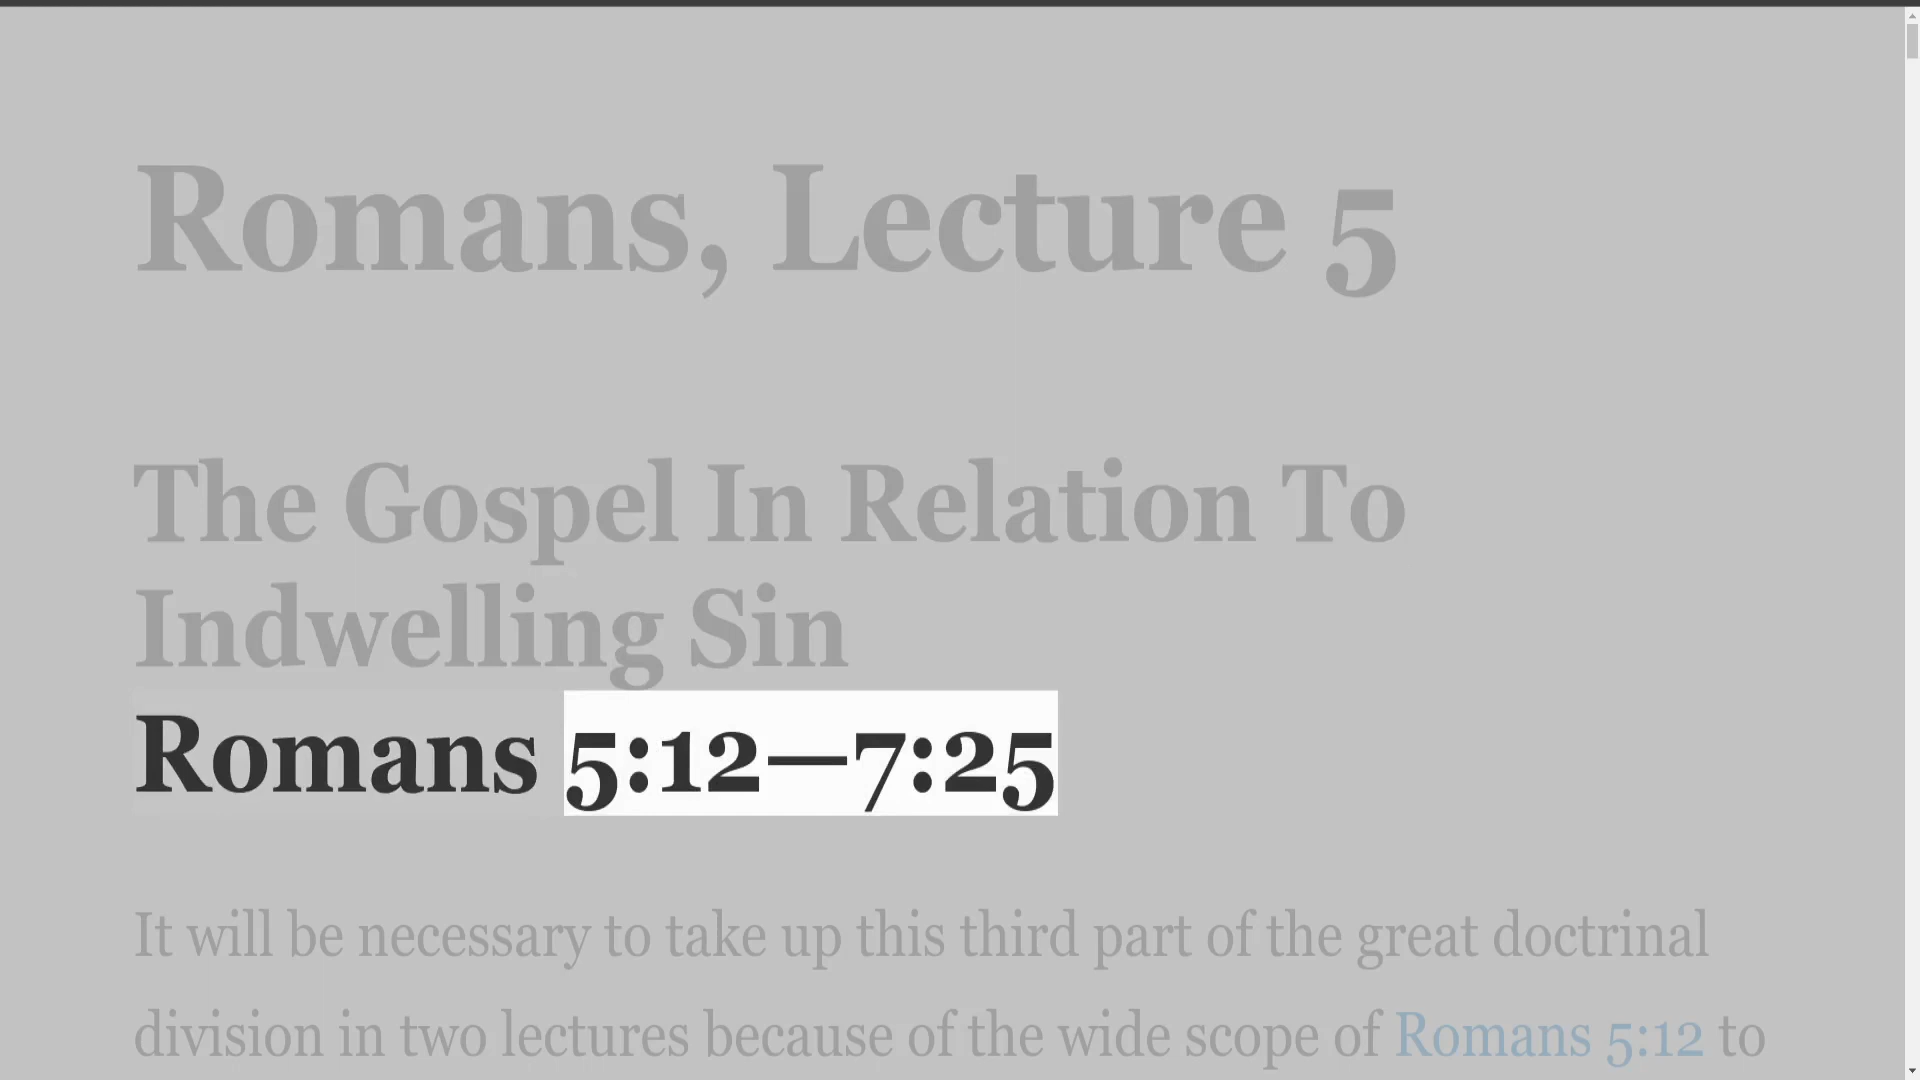 Romans, Lecture 5
The Gospel In Relation To
Indwelling Sin
Romans 5:12—7:25
It will be necessary to take up this third part of the great doctrinal
division in two lectures because of the wide scope of Romans 5:12 to